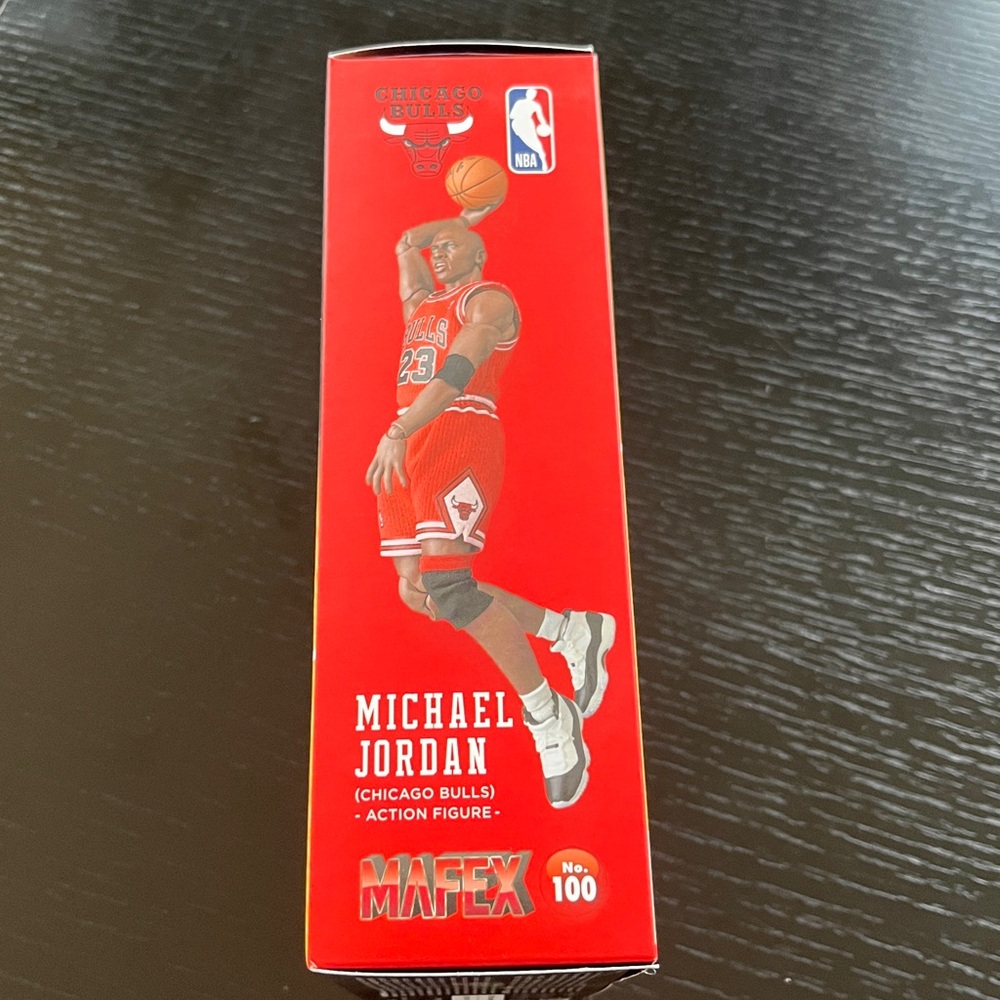 CHICAGO
BULLS
NBA
BULLS
23
MICHAEL
JORDAN
(CHICAGO BULLS)
- ACTION FIGURE -
MAFEX
No.
100